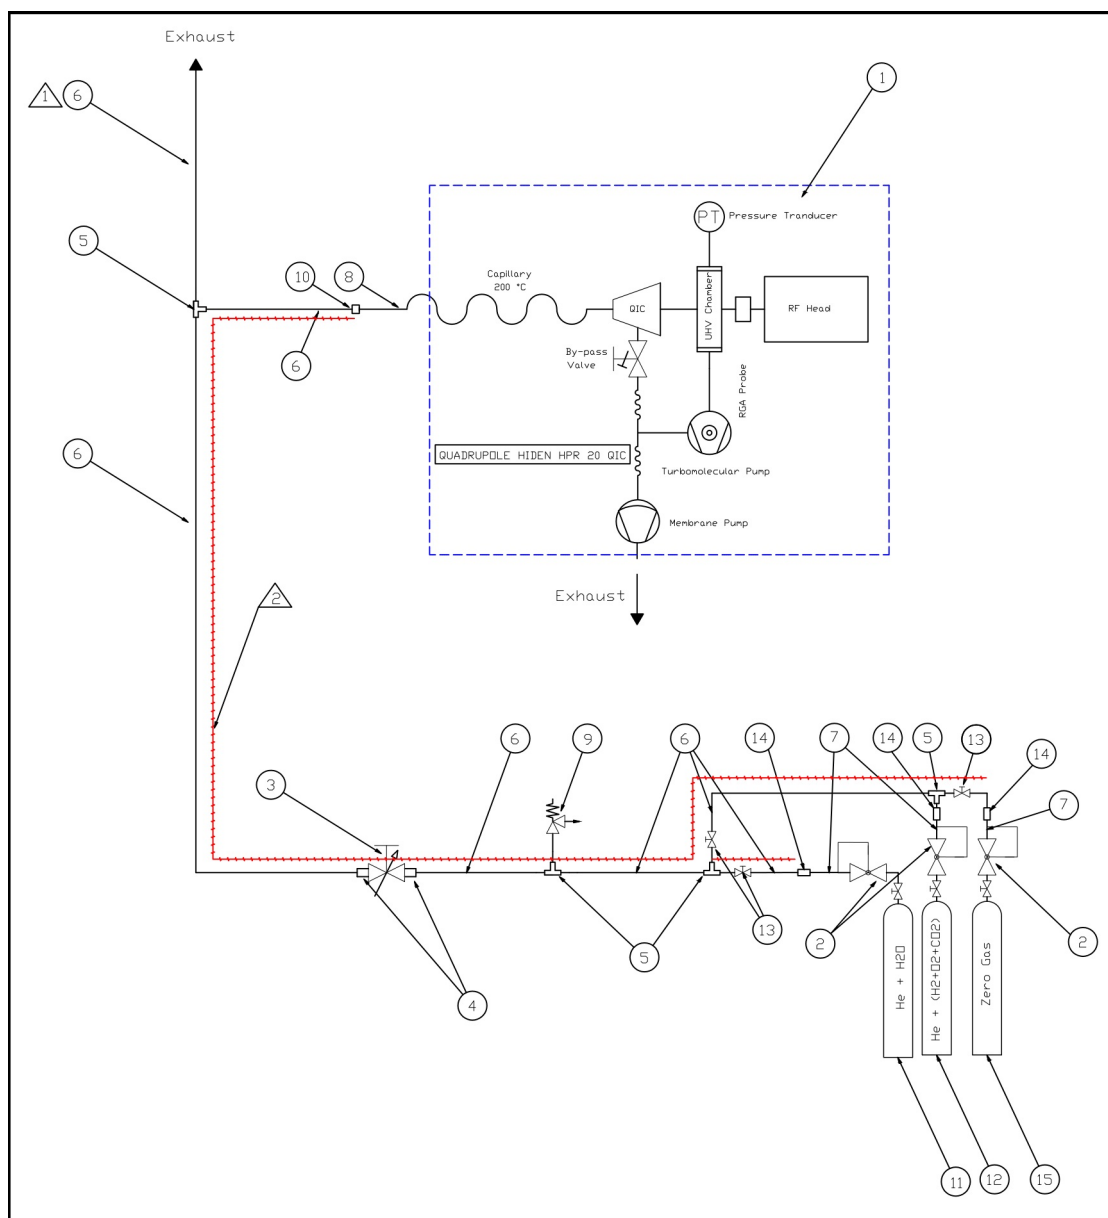 Exhaust
1
6
1
5
10
8
Capillary
200 °C
PT
Pressure Tranducer
QIC
UHV Chamber
RF Head
6
By-pass
Valve
RGA Probe
6
QUADRUPOLE HIDEN HPR 20 QIC
Turbomolecular Pump
Membrane Pump
2
Exhaust
6
9
6
14
7
14
5
13
14
3
7
13
2
2
5
4
He + H2O
He + (H2+O2+CO2)
Zero Gas
11
12
15